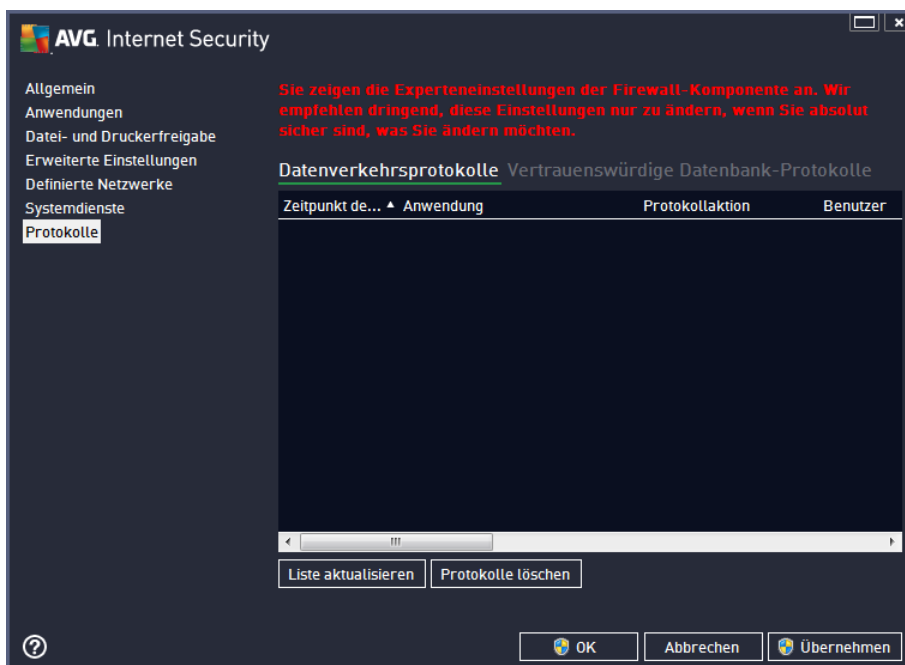 AVG. Internet Security
Allgemein
Anwendungen
Datei- und Druckerfreigabe
Erweiterte Einstellungen
Definierte Netzwerke
Systemdienste
Protokolle
Sie zeigen die Experteneinstellungen der Firewall-Komponente an. Wir
empfehlen dringend, diese Einstellungen nur zu ändern, wenn Sie absolut
sicher sind, was Sie ändern möchten.
Datenverkehrsprotokolle Vertrauenswürdige Datenbank-Protokolle
Zeitpunkt de... Anwendung Protokollaktion Benutzer
Liste aktualisieren Protokolle löschen
OK Abbrechen Übernehmen